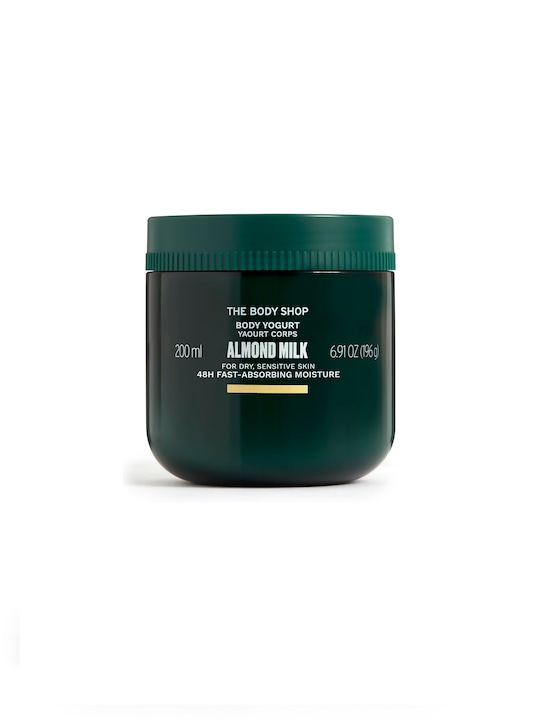 THE BODY SHOP
BODY YOGURT
YAOURT CORPS
200 ml ALMOND MILK 6.91 OZ (196 g)
FOR DRY, SENSITIVE SKIN
48H FAST-ABSORBING MOISTURE